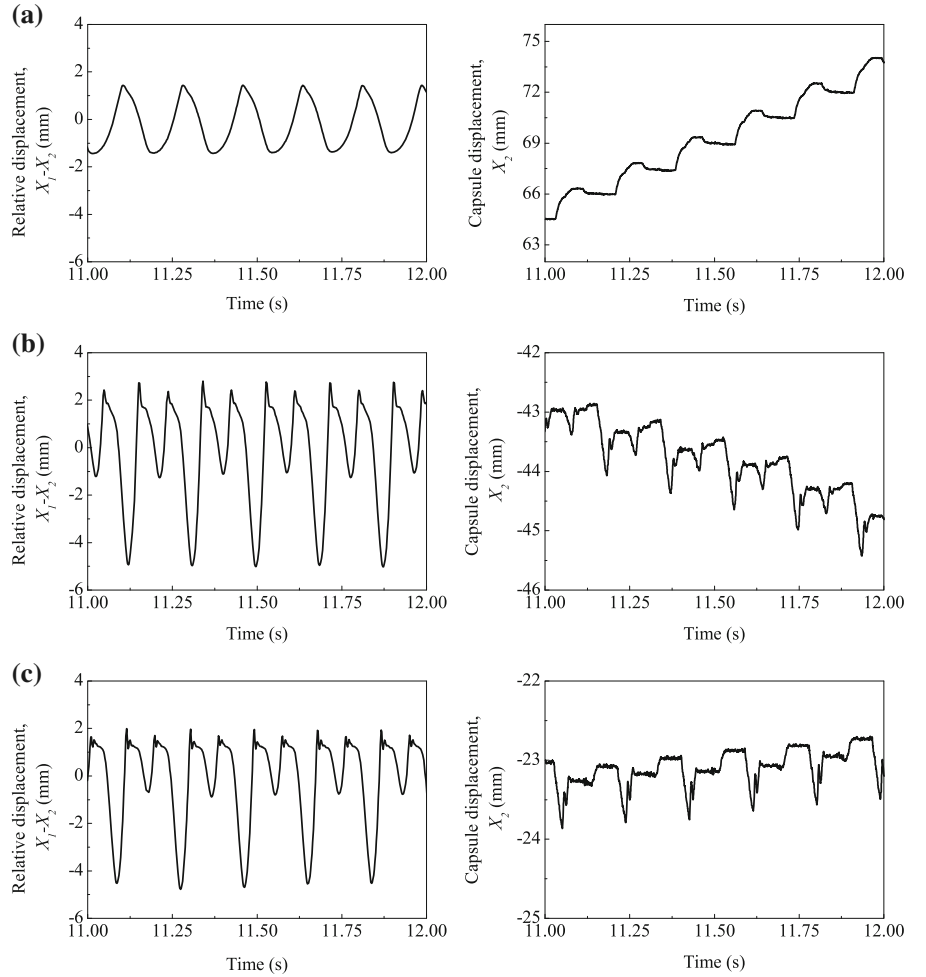 (a)
Relative displacement,
X1-X2 (mm)
4
2
0
-2
-4
-6
11.00 11.25 11.50 11.75 12.00
Time (s)
Capsule displacement,
X2 (mm)
75
72
69
66
63
11.00 11.25 11.50 11.75 12.00
Time (s)
(b)
Relative displacement,
X1-X2 (mm)
4
2
0
-2
-4
-6
11.00 11.25 11.50 11.75 12.00
Time (s)
Capsule displacement,
X2 (mm)
-42
-43
-44
-45
-46
11.00 11.25 11.50 11.75 12.00
Time (s)
(c)
Relative displacement,
X1-X2 (mm)
4
2
0
-2
-4
-6
11.00 11.25 11.50 11.75 12.00
Time (s)
Capsule displacement,
X2 (mm)
-22
-23
-24
-25
11.00 11.25 11.50 11.75 12.00
Time (s)